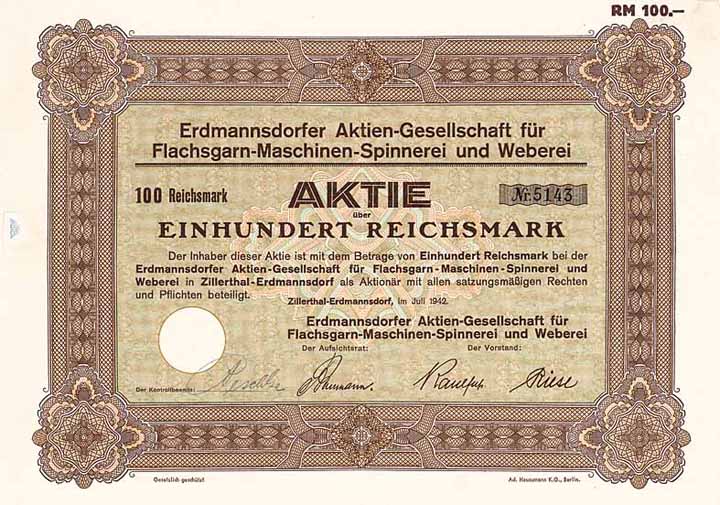 RM 100.—
Erdmannsdorfer Aktien-Gesellschaft für
Flachsgarn-Maschinen-Spinnerei und Weberei
100 Reichsmark AKTIE Nr. 5143
über
EINHUNDERT REICHSMARK
Der Inhaber dieser Aktie ist mit dem Betrage von Einhundert Reichsmark bei der
Erdmannsdorfer Aktien-Gesellschaft für Flachsgarn-Maschinen-Spinnerei und
Weberei in Zillerthal-Erdmannsdorf als Aktionär mit allen satzungsmäßigen Rechten
und Pflichten beteiligt.
Zillerthal-Erdmannsdorf, im Juli 1942.
Erdmannsdorfer Aktien-Gesellschaft für
Flachsgarn-Maschinen-Spinnerei und Weberei
Der Aufsichtsrat: Der Vorstand:
Der Kontrollbeamte: Riese
Gesetzlich geschützt Ad. Haussmann K.G., Berlin.